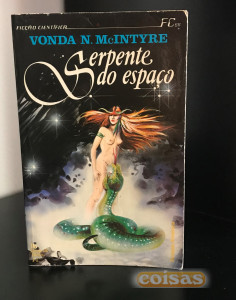 FICÇÃO CIENTÍFICA
FC
VONDA N. McINTYRE
Serpente
do espaço
coisas